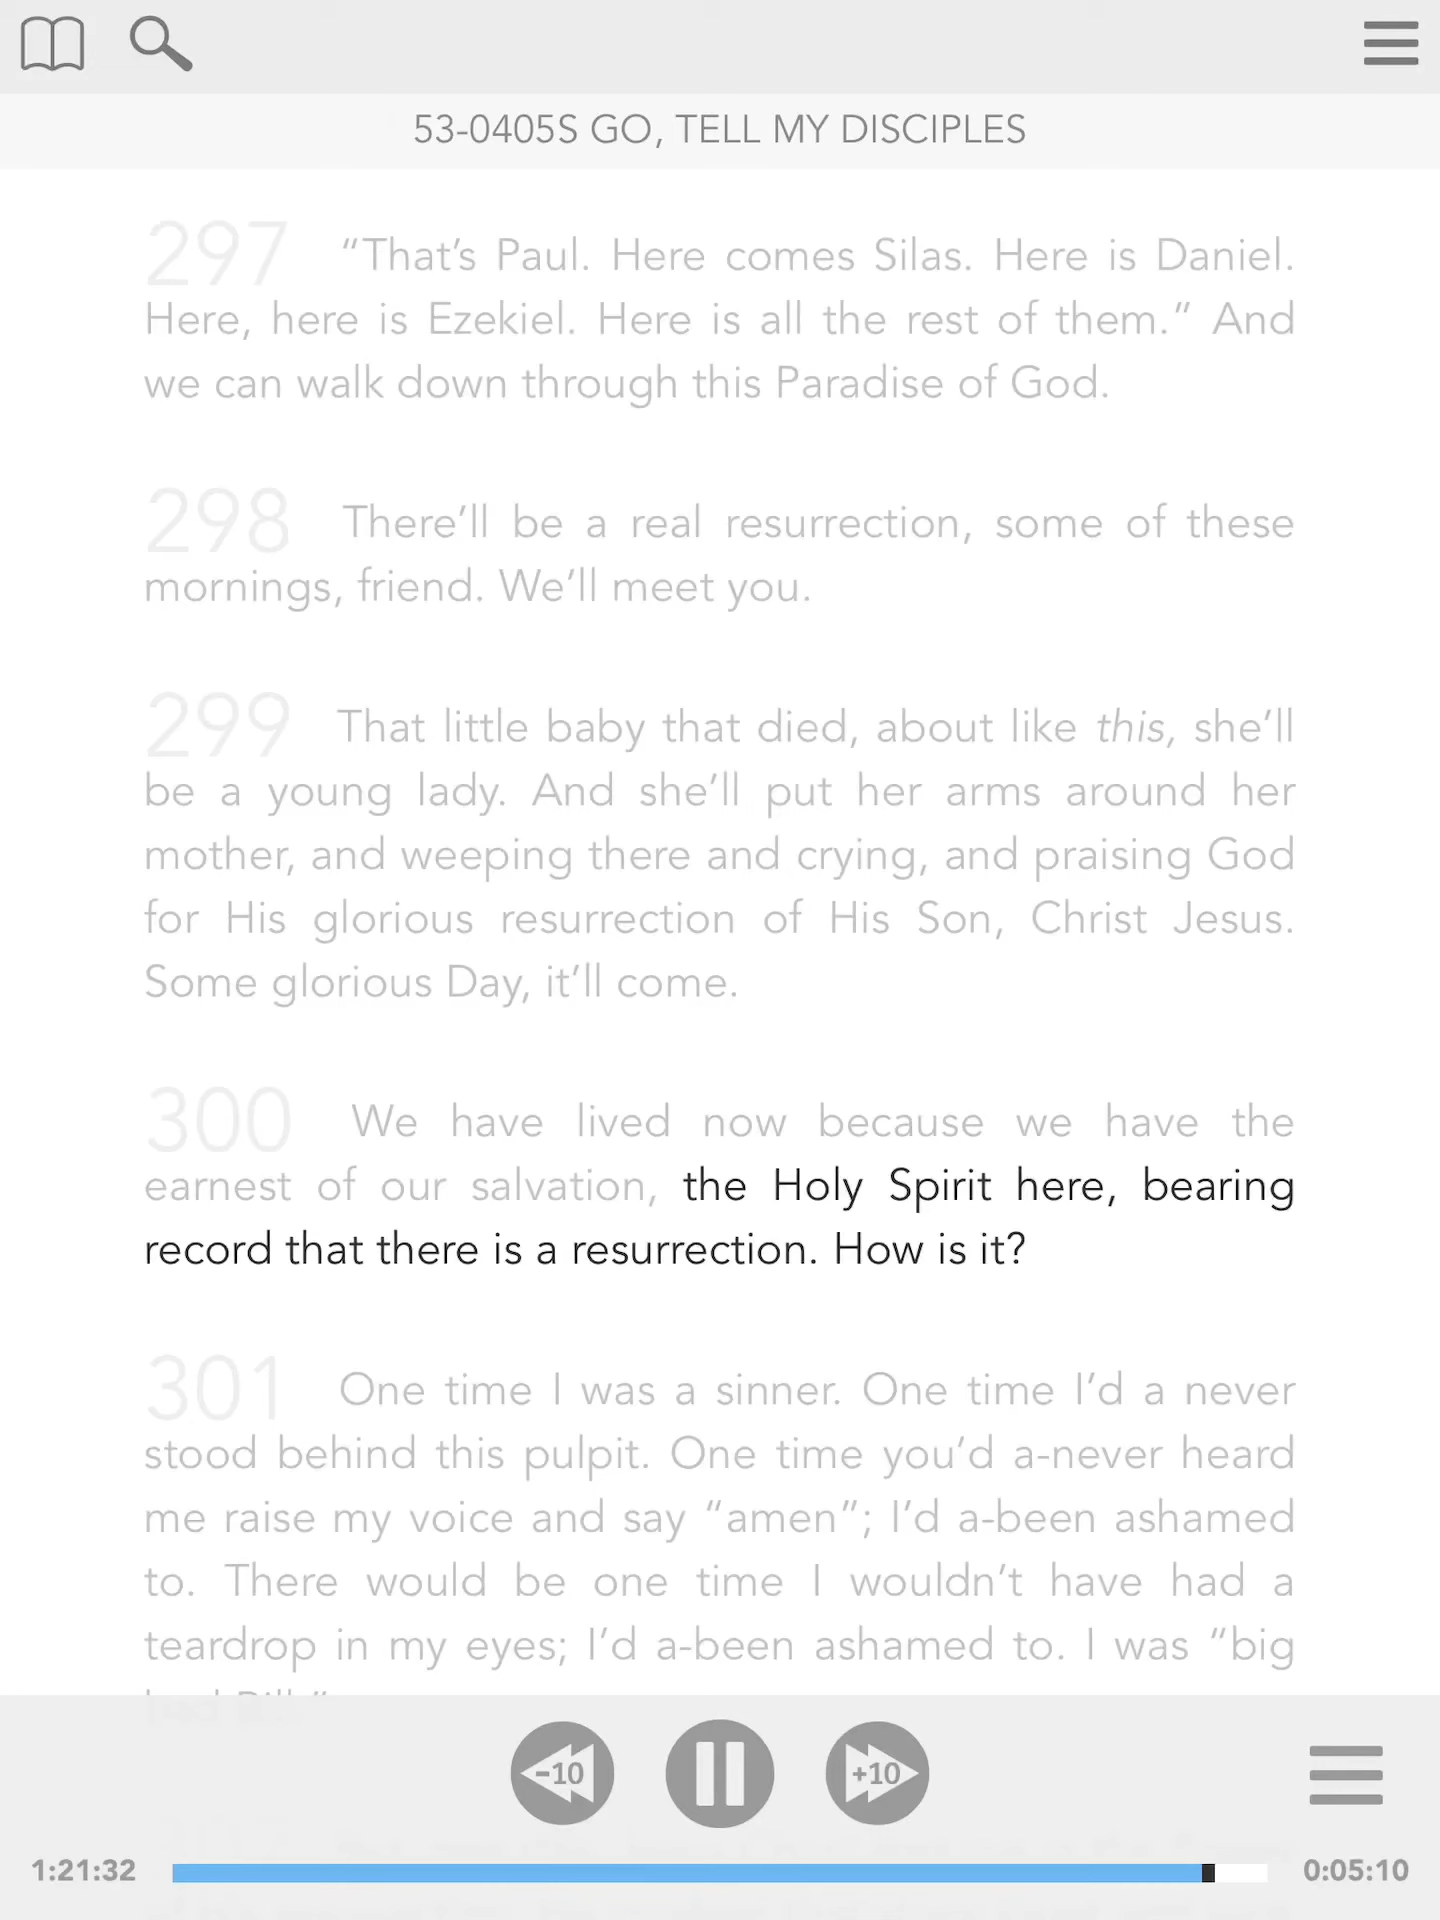 53-0405S GO, TELL MY DISCIPLES
297 “That’s Paul. Here comes Silas. Here is Daniel.
Here, here is Ezekiel. Here is all the rest of them.” And
we can walk down through this Paradise of God.
298 There’ll be a real resurrection, some of these
mornings, friend. We’ll meet you.
299 That little baby that died, about like this, she’ll
be a young lady. And she’ll put her arms around her
mother, and weeping there and crying, and praising God
for His glorious resurrection of His Son, Christ Jesus.
Some glorious Day, it’ll come.
300 We have lived now because we have the
earnest of our salvation, the Holy Spirit here, bearing
record that there is a resurrection. How is it?
301 One time I was a sinner. One time I’d a never
stood behind this pulpit. One time you’d a-never heard
me raise my voice and say “amen”; I’d a-been ashamed
to. There would be one time I wouldn’t have had a
teardrop in my eyes; I’d a-been ashamed to. I was “big
-10 +10
1:21:32 0:05:10